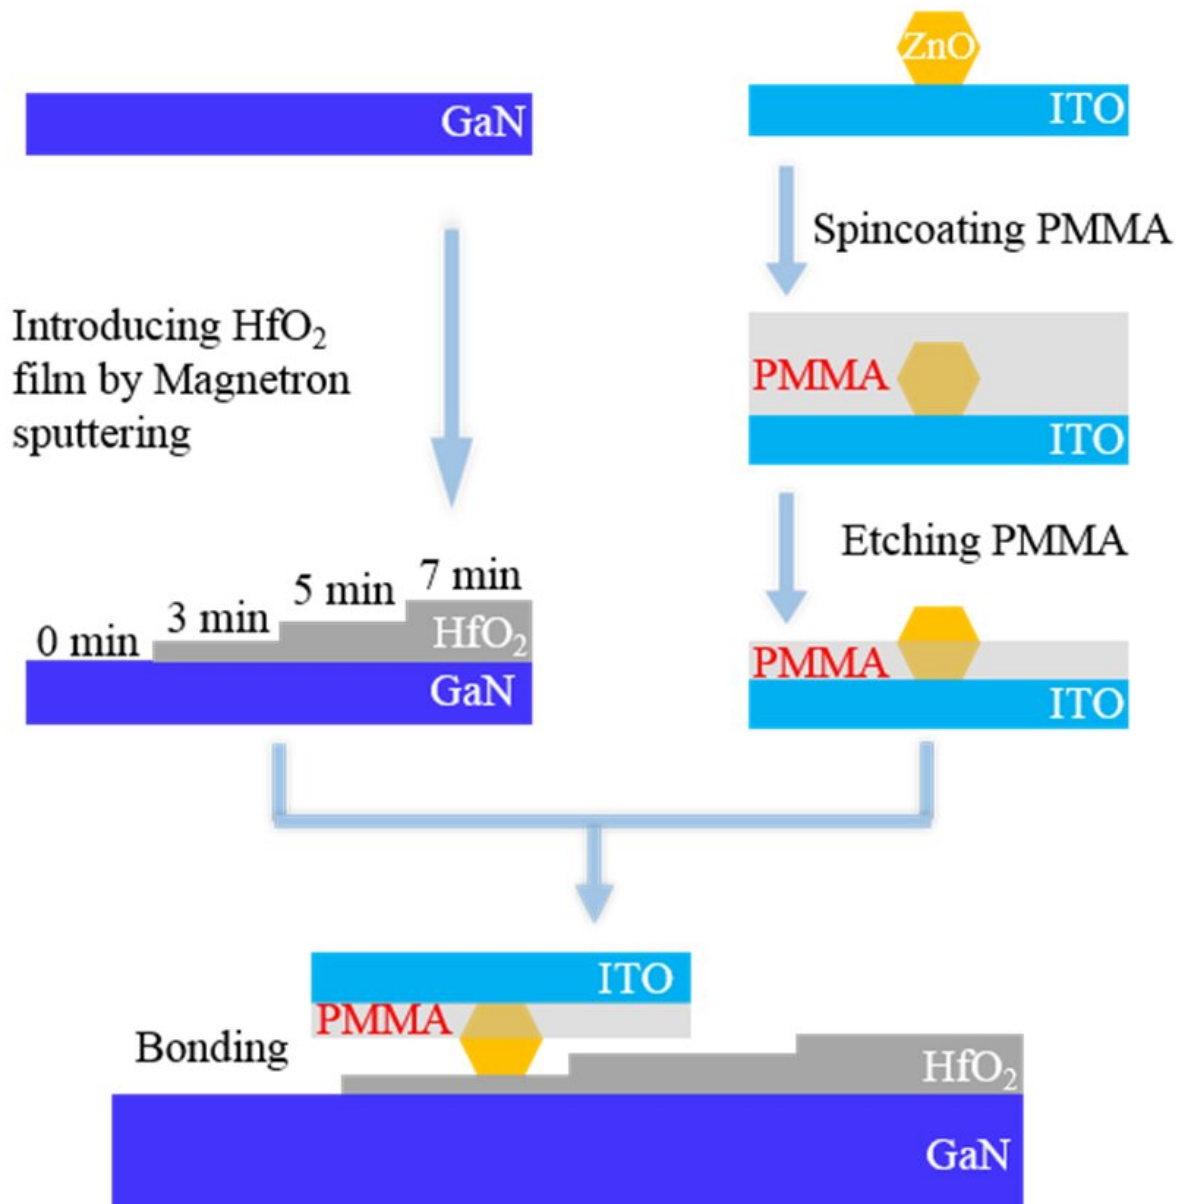 GaN
Introducing HfO₂
film by Magnetron
sputtering
0 min
3 min
5 min
7 min
HfO₂
GaN
ZnO
ITO
Spincoating PMMA
PMMA
ITO
Etching PMMA
PMMA
ITO
Bonding
ITO
PMMA
HfO₂
GaN